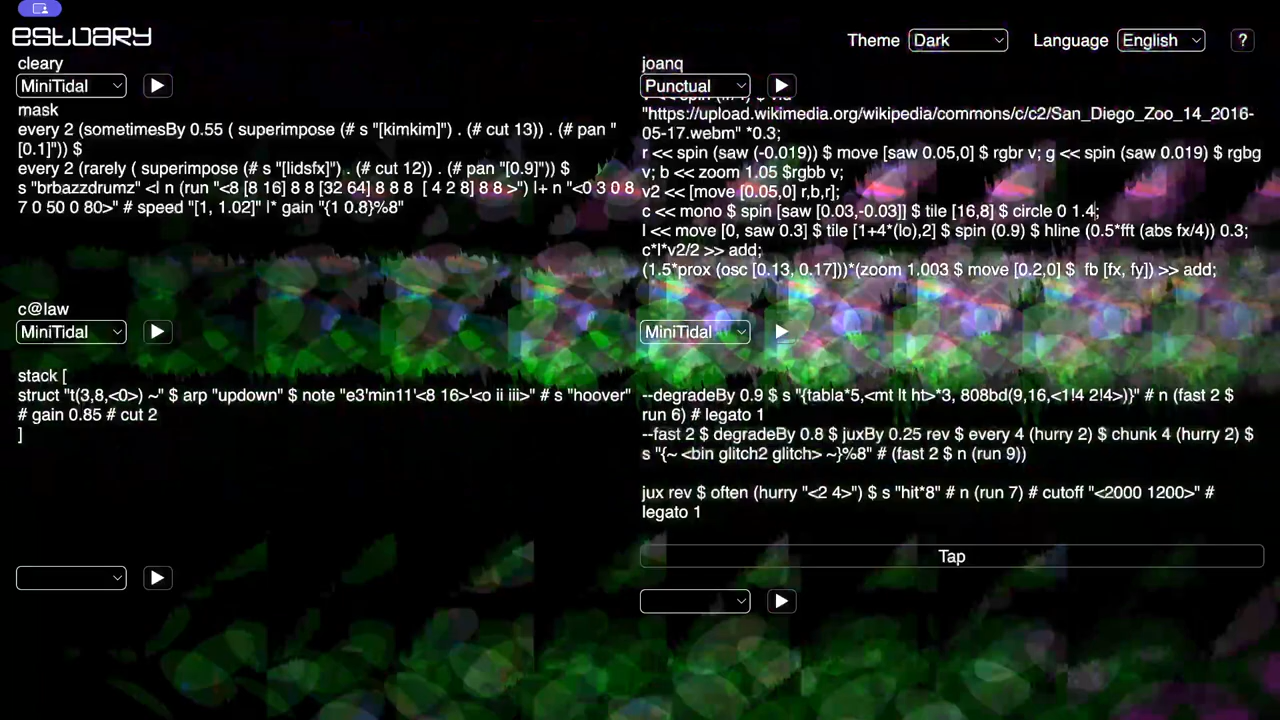 estuary
Theme Dark Language English ?
cleary
MiniTidal
mask
every 2 (sometimesBy 0.55 ( superimpose (# s "[kimkim]") . (# cut 13)) . (# pan "
[0.1]")) $
every 2 (rarely ( superimpose (# s "[lidsfx]") . (# cut 12)) . (# pan "[0.9]")) $
s "brbazzdrumz" <| n (run "<8 [8 16] 8 8 [32 64] 8 8 8  [ 4 2 8] 8 8 >") |+ n "<0 3 0 8
7 0 50 0 80>" # speed "[1, 1.02]" |* gain "{1 0.8}%8"
joanq
Punctual
"https://upload.wikimedia.org/wikipedia/commons/c/c2/San_Diego_Zoo_14_2016-
05-17.webm" *0.3;
r << spin (saw (-0.019)) $ move [saw 0.05,0] $ rgbr v; g << spin (saw 0.019) $ rgbg
v; b << zoom 1.05 $rgbb v;
v2 << [move [0.05,0] r,b,r];
c << mono $ spin [saw [0.03,-0.03]] $ tile [16,8] $ circle 0 1.4;
l << move [0, saw 0.3] $ tile [1+4*(lo),2] $ spin (0.9) $ hline (0.5*fft (abs fx/4)) 0.3;
c*l*v2/2 >> add;
(1.5*prox (osc [0.13, 0.17]))*(zoom 1.003 $ move [0.2,0] $  fb [fx, fy]) >> add;
c@law
MiniTidal
stack [
struct "t(3,8,<0>) ~" $ arp "updown" $ note "e3'min11'<8 16>'<o ii iii>" # s "hoover"
# gain 0.85 # cut 2
]
MiniTidal
--degradeBy 0.9 $ s "{tabla*5,<mt lt ht>*3, 808bd(9,16,<1!4 2!4>)}" # n (fast 2 $
run 6) # legato 1
--fast 2 $ degradeBy 0.8 $ juxBy 0.25 rev $ every 4 (hurry 2) $ chunk 4 (hurry 2) $
s "{~ <bin glitch2 glitch> ~}%8" # (fast 2 $ n (run 9))
jux rev $ often (hurry "<2 4>") $ s "hit*8" # n (run 7) # cutoff "<2000 1200>" #
legato 1
Tap